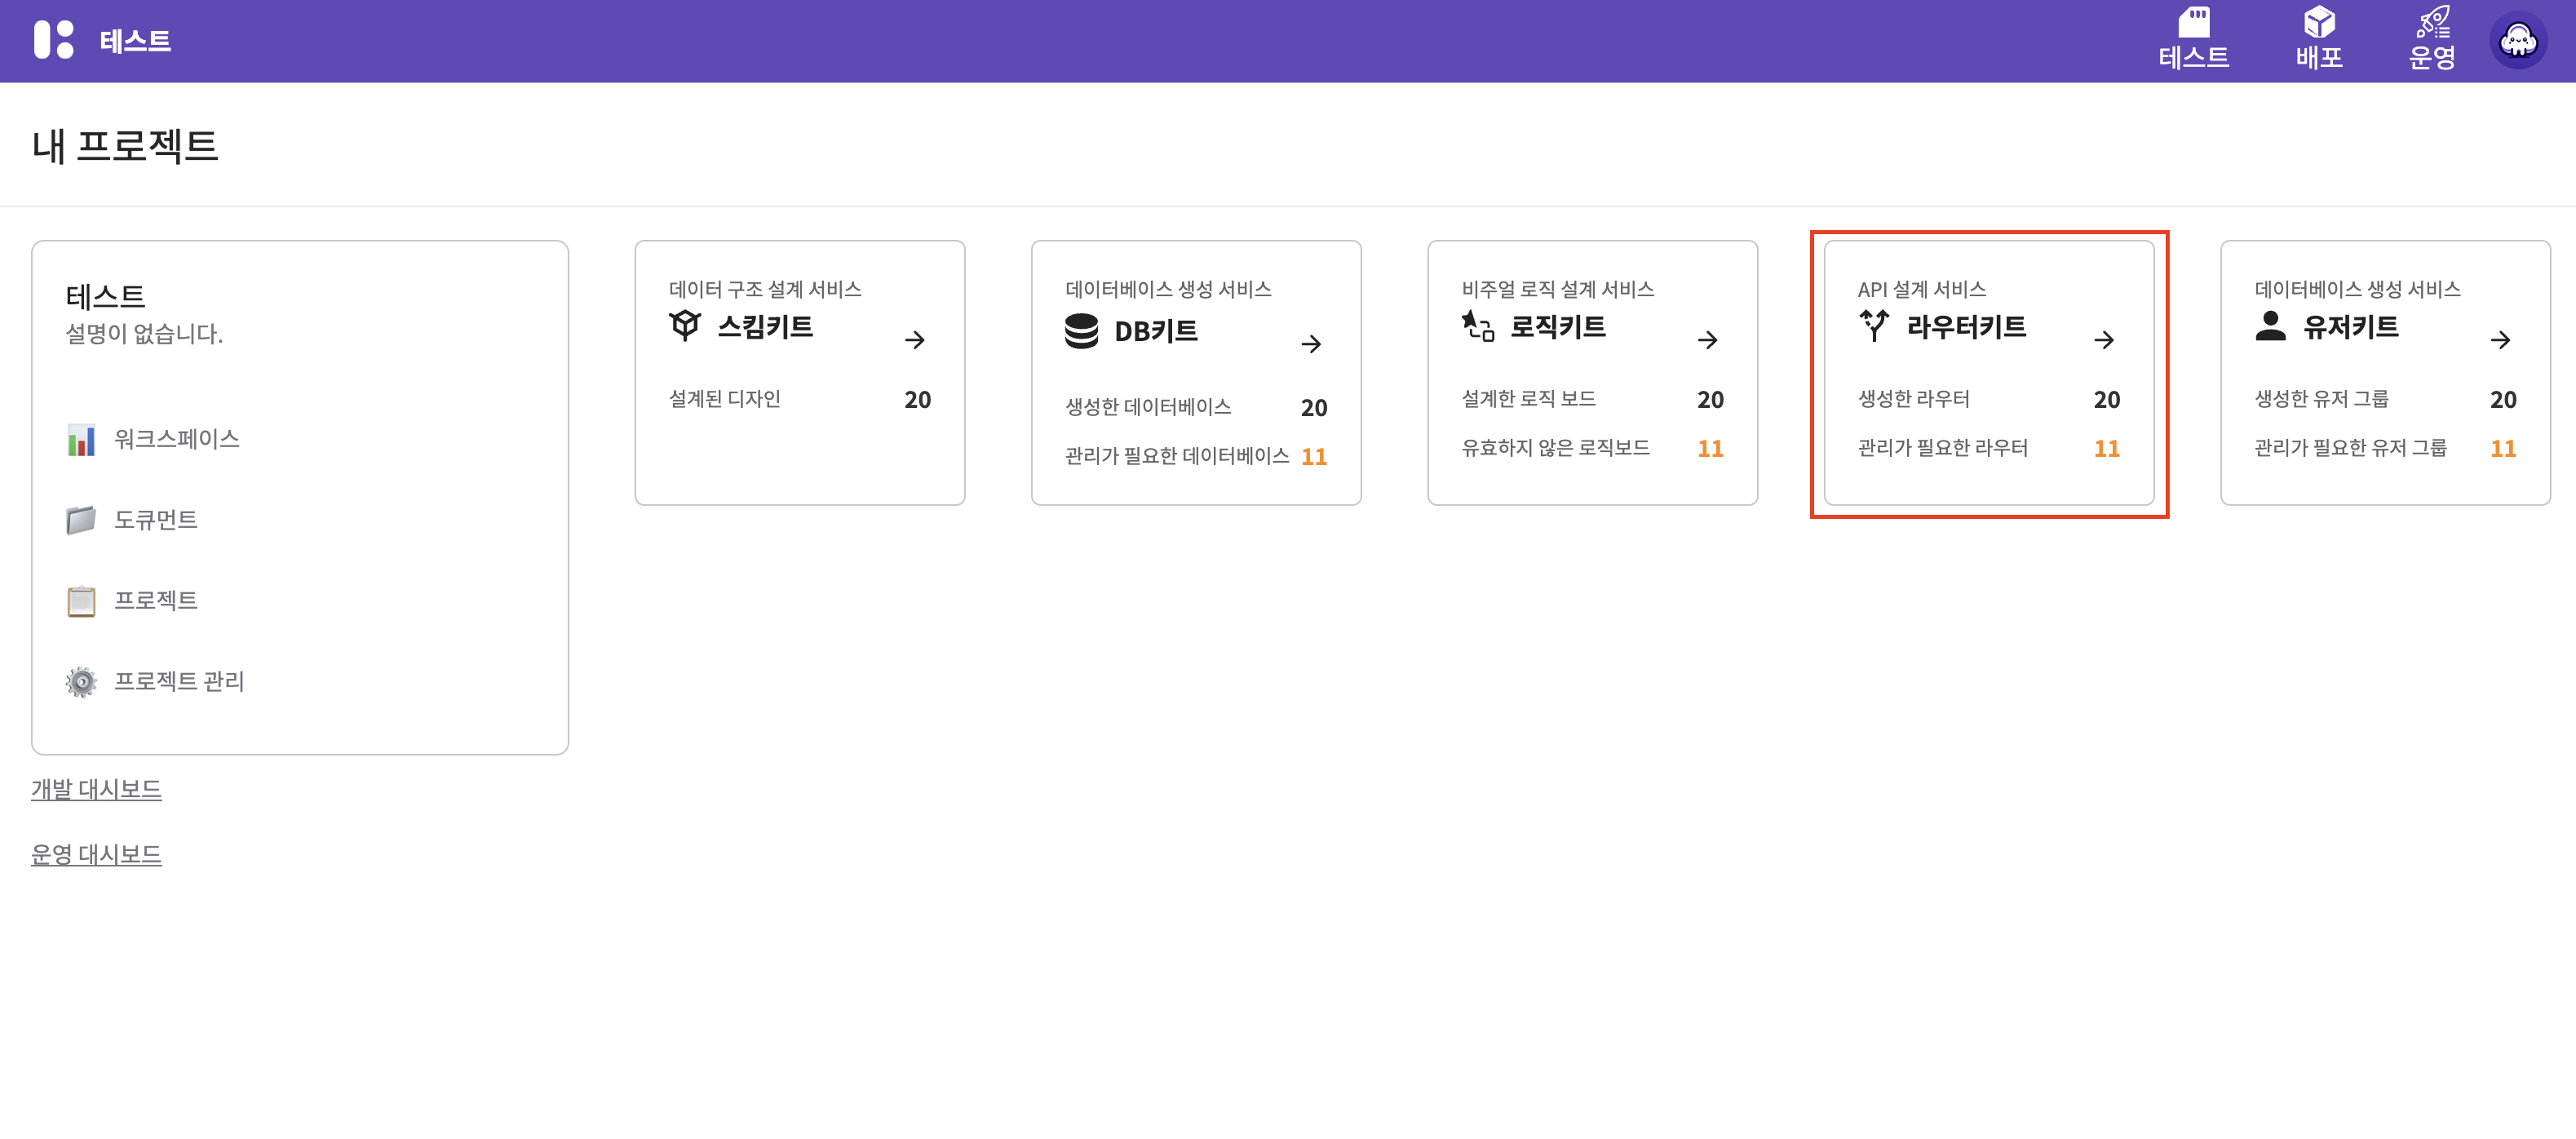 테스트
테스트
배포
운영
내 프로젝트
테스트
설명이 없습니다.
워크스페이스
도큐먼트
프로젝트
프로젝트 관리
개발 대시보드
운영 대시보드
데이터 구조 설계 서비스
스킴키트
설계된 디자인 20
데이터베이스 생성 서비스
DB키트
생성한 데이터베이스 20
관리가 필요한 데이터베이스 11
비주얼 로직 설계 서비스
로직키트
설계한 로직 보드 20
유효하지 않은 로직보드 11
API 설계 서비스
라우터키트
생성한 라우터 20
관리가 필요한 라우터 11
데이터베이스 생성 서비스
유저키트
생성한 유저 그룹 20
관리가 필요한 유저 그룹 11